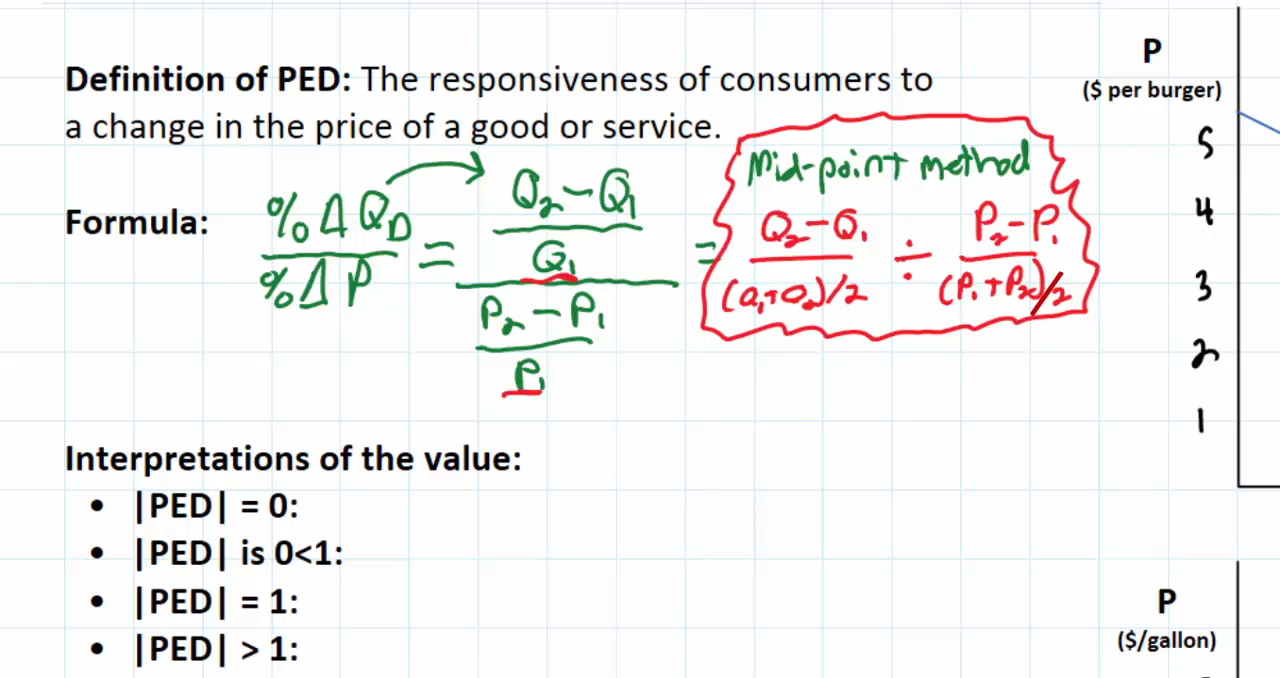 Definition of PED: The responsiveness of consumers to
a change in the price of a good or service.
Mid-point method
Formula: %ΔQD / %ΔP = (Q2-Q1 / Q1) / (P2-P1 / P1) = Q2-Q1 / (Q1+Q2)/2 ÷ P2-P1 / (P1+P2)/2
Interpretations of the value:
• |PED| = 0:
• |PED| is 0<1:
• |PED| = 1:
• |PED| > 1:
P
($ per burger)
5
4
3
2
1
P
($/gallon)